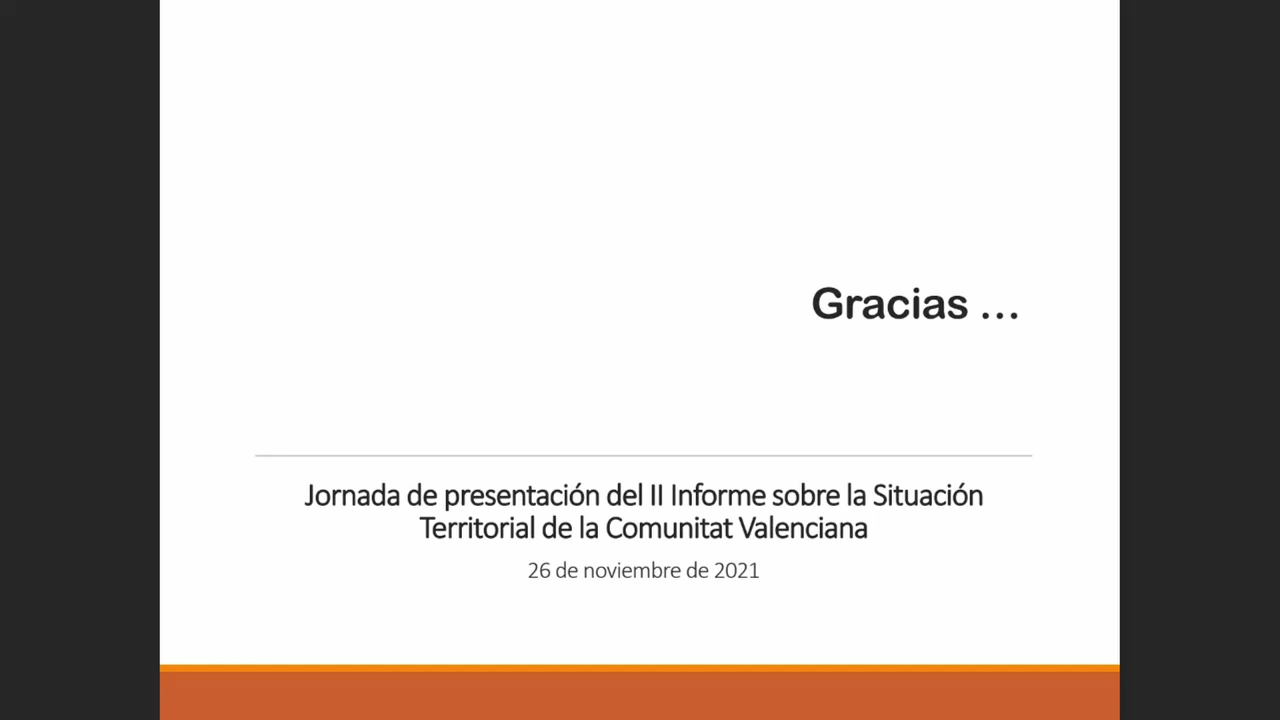 Gracias ...
Jornada de presentación del II Informe sobre la Situación
Territorial de la Comunitat Valenciana
26 de noviembre de 2021